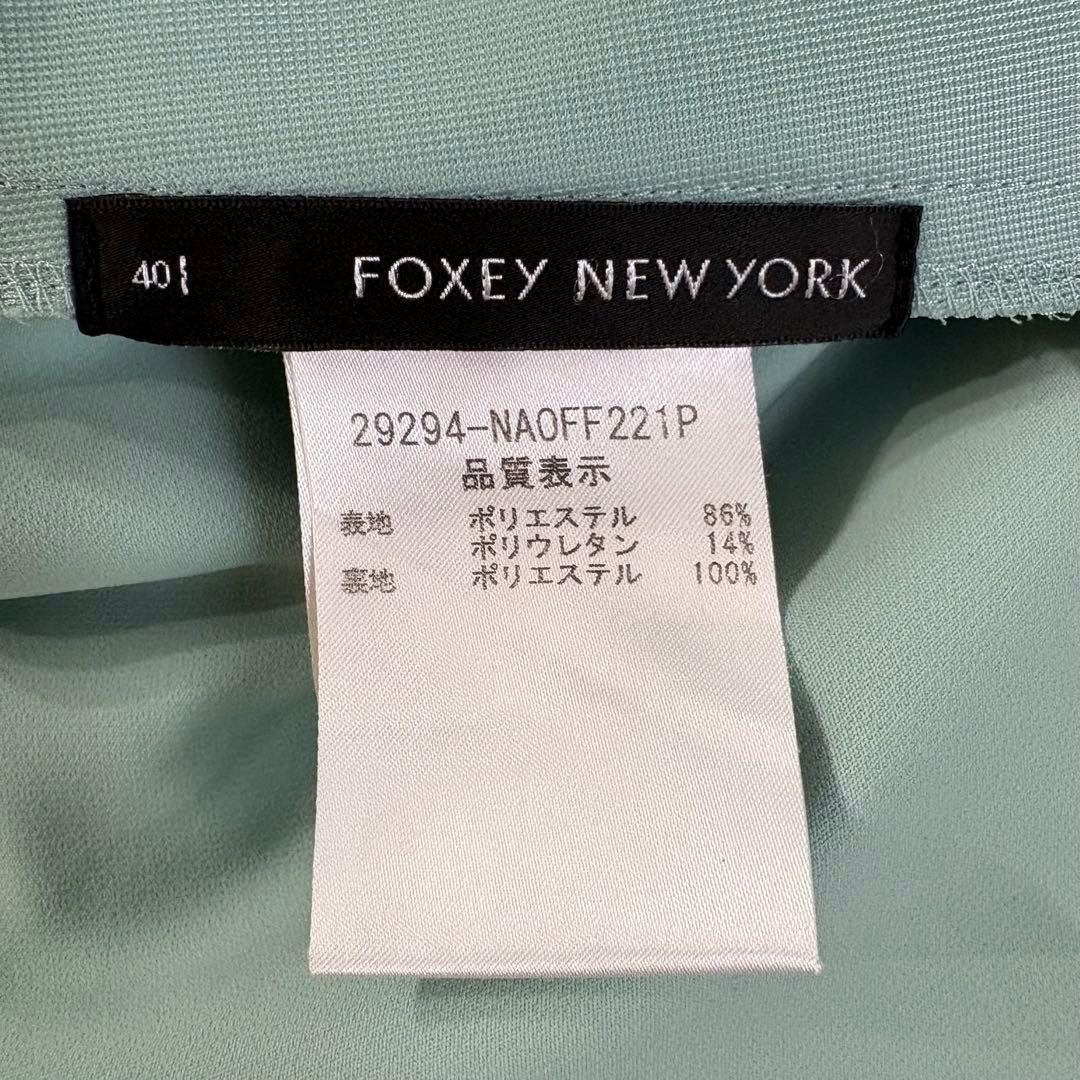 40
FOXEY NEW YORK
29294-NAOFF221P
品質表示
表地 ポリエステル 86%
ポリウレタン 14%
裏地 ポリエステル 100%